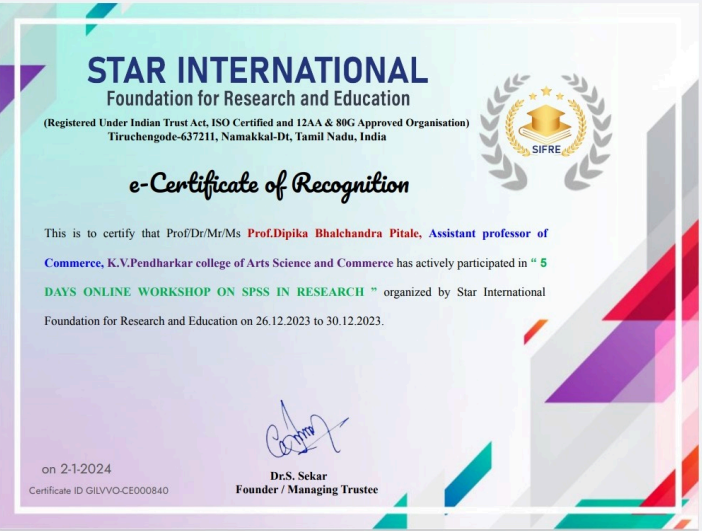 STAR INTERNATIONAL
Foundation for Research and Education
(Registered Under Indian Trust Act, ISO Certified and 12AA & 80G Approved Organisation)
Tiruchengode-637211, Namakkal-Dt, Tamil Nadu, India
SIFRE
e-Certificate of Recognition
This is to certify that Prof/Dr/Mr/Ms Prof.Dipika Bhalchandra Pitale, Assistant professor of
Commerce, K.V.Pendharkar college of Arts Science and Commerce has actively participated in “ 5
DAYS ONLINE WORKSHOP ON SPSS IN RESEARCH ” organized by Star International
Foundation for Research and Education on 26.12.2023 to 30.12.2023.
on 2-1-2024
Certificate ID GILVVO-CE000840
Dr.S. Sekar
Founder / Managing Trustee